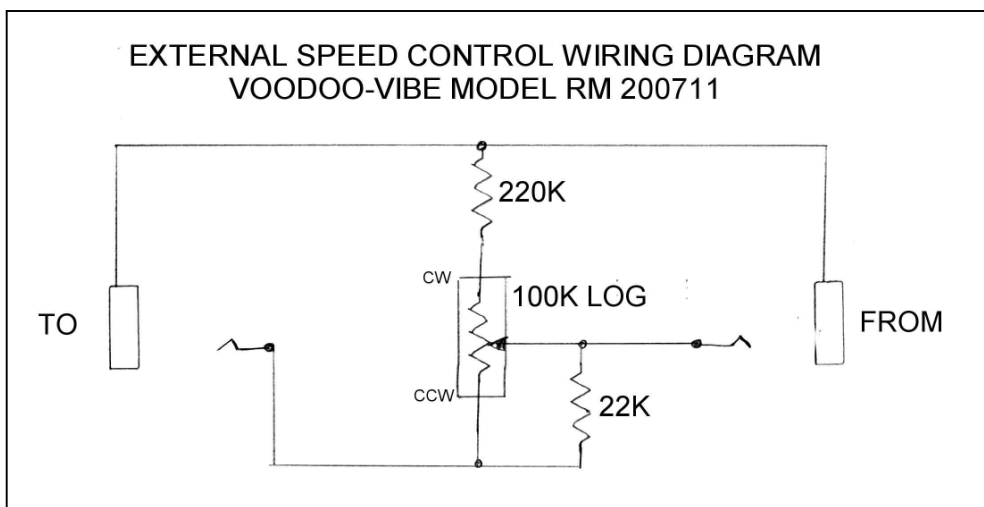 EXTERNAL SPEED CONTROL WIRING DIAGRAM
VOODOO-VIBE MODEL RM 200711
220K
CW
100K LOG
TO
FROM
CCW
22K